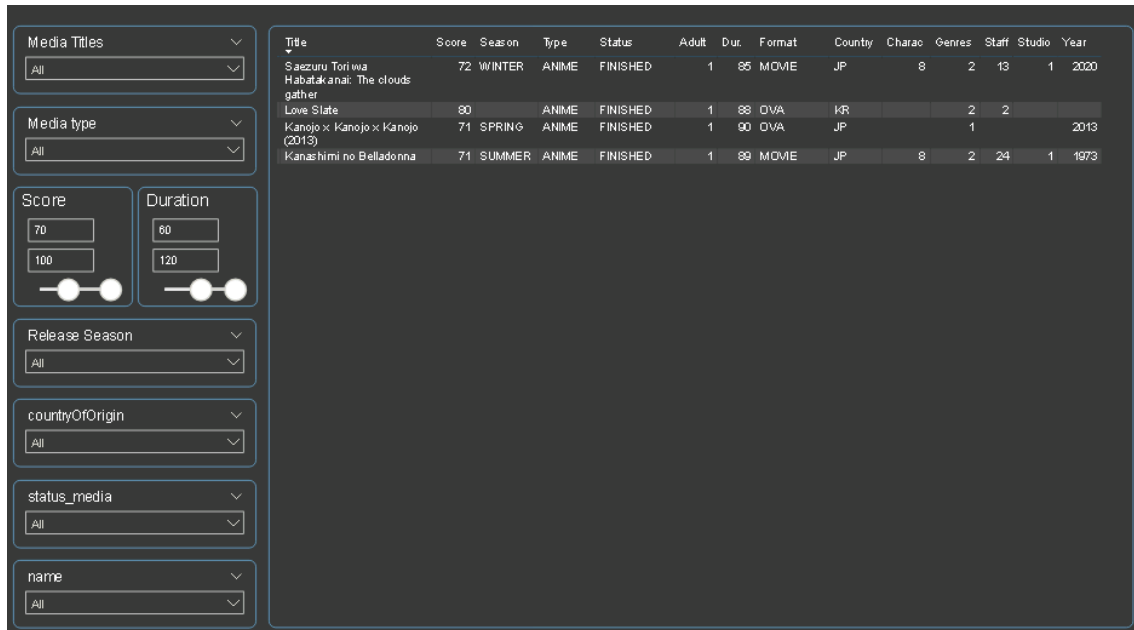 Media Titles
All
Media type
All
Score
70
100
Duration
60
120
Release Season
All
countryOfOrigin
All
status_media
All
name
All
Title Score Season Type Status Adult Dur. Format Country Charac Genres Staff Studio Year
Saezuru Tori wa 72 WINTER ANIME FINISHED 1 85 MOVIE JP 8 2 13 1 2020
Habatakanai: The clouds
gather
Love Slate 80 ANIME FINISHED 1 88 OVA KR 2 2
Kanojo x Kanojo x Kanojo 71 SPRING ANIME FINISHED 1 90 OVA JP 1 2013
(2013)
Kanashimi no Belladonna 71 SUMMER ANIME FINISHED 1 89 MOVIE JP 8 2 24 1 1973